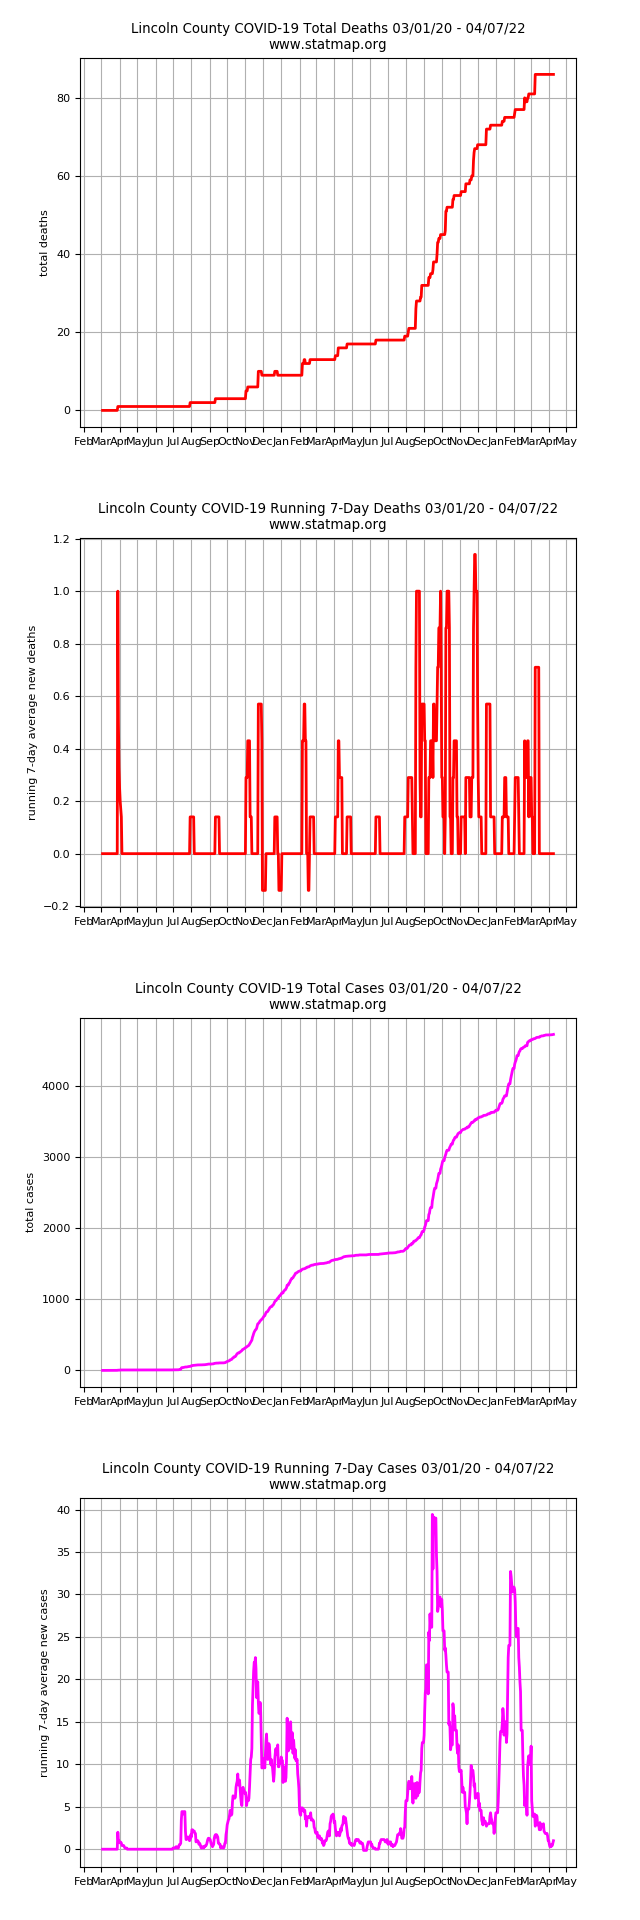 Lincoln County COVID-19 Total Deaths 03/01/20 - 04/07/22
www.statmap.org
80
60
40
20
0
total deaths
Feb Mar Apr May Jun Jul Aug Sep Oct Nov Dec Jan Feb Mar Apr May Jun Jul Aug Sep Oct Nov Dec Jan Feb Mar Apr May
Lincoln County COVID-19 Running 7-Day Deaths 03/01/20 - 04/07/22
www.statmap.org
1.2
1.0
0.8
0.6
0.4
0.2
0.0
−0.2
running 7-day average new deaths
Feb Mar Apr May Jun Jul Aug Sep Oct Nov Dec Jan Feb Mar Apr May Jun Jul Aug Sep Oct Nov Dec Jan Feb Mar Apr May
Lincoln County COVID-19 Total Cases 03/01/20 - 04/07/22
www.statmap.org
4000
3000
2000
1000
0
total cases
Feb Mar Apr May Jun Jul Aug Sep Oct Nov Dec Jan Feb Mar Apr May Jun Jul Aug Sep Oct Nov Dec Jan Feb Mar Apr May
Lincoln County COVID-19 Running 7-Day Cases 03/01/20 - 04/07/22
www.statmap.org
40
35
30
25
20
15
10
5
0
running 7-day average new cases
Feb Mar Apr May Jun Jul Aug Sep Oct Nov Dec Jan Feb Mar Apr May Jun Jul Aug Sep Oct Nov Dec Jan Feb Mar Apr May